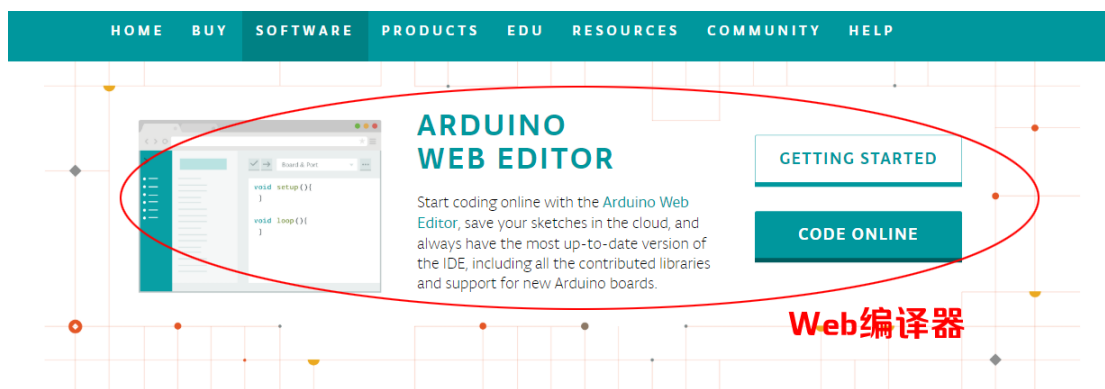 HOME BUY SOFTWARE PRODUCTS EDU RESOURCES COMMUNITY HELP
ARDUINO
WEB EDITOR
Board & Port
void setup(){
}
void loop(){
}
Start coding online with the Arduino Web
Editor, save your sketches in the cloud, and
always have the most up-to-date version of
the IDE, including all the contributed libraries
and support for new Arduino boards.
GETTING STARTED
CODE ONLINE
Web编译器